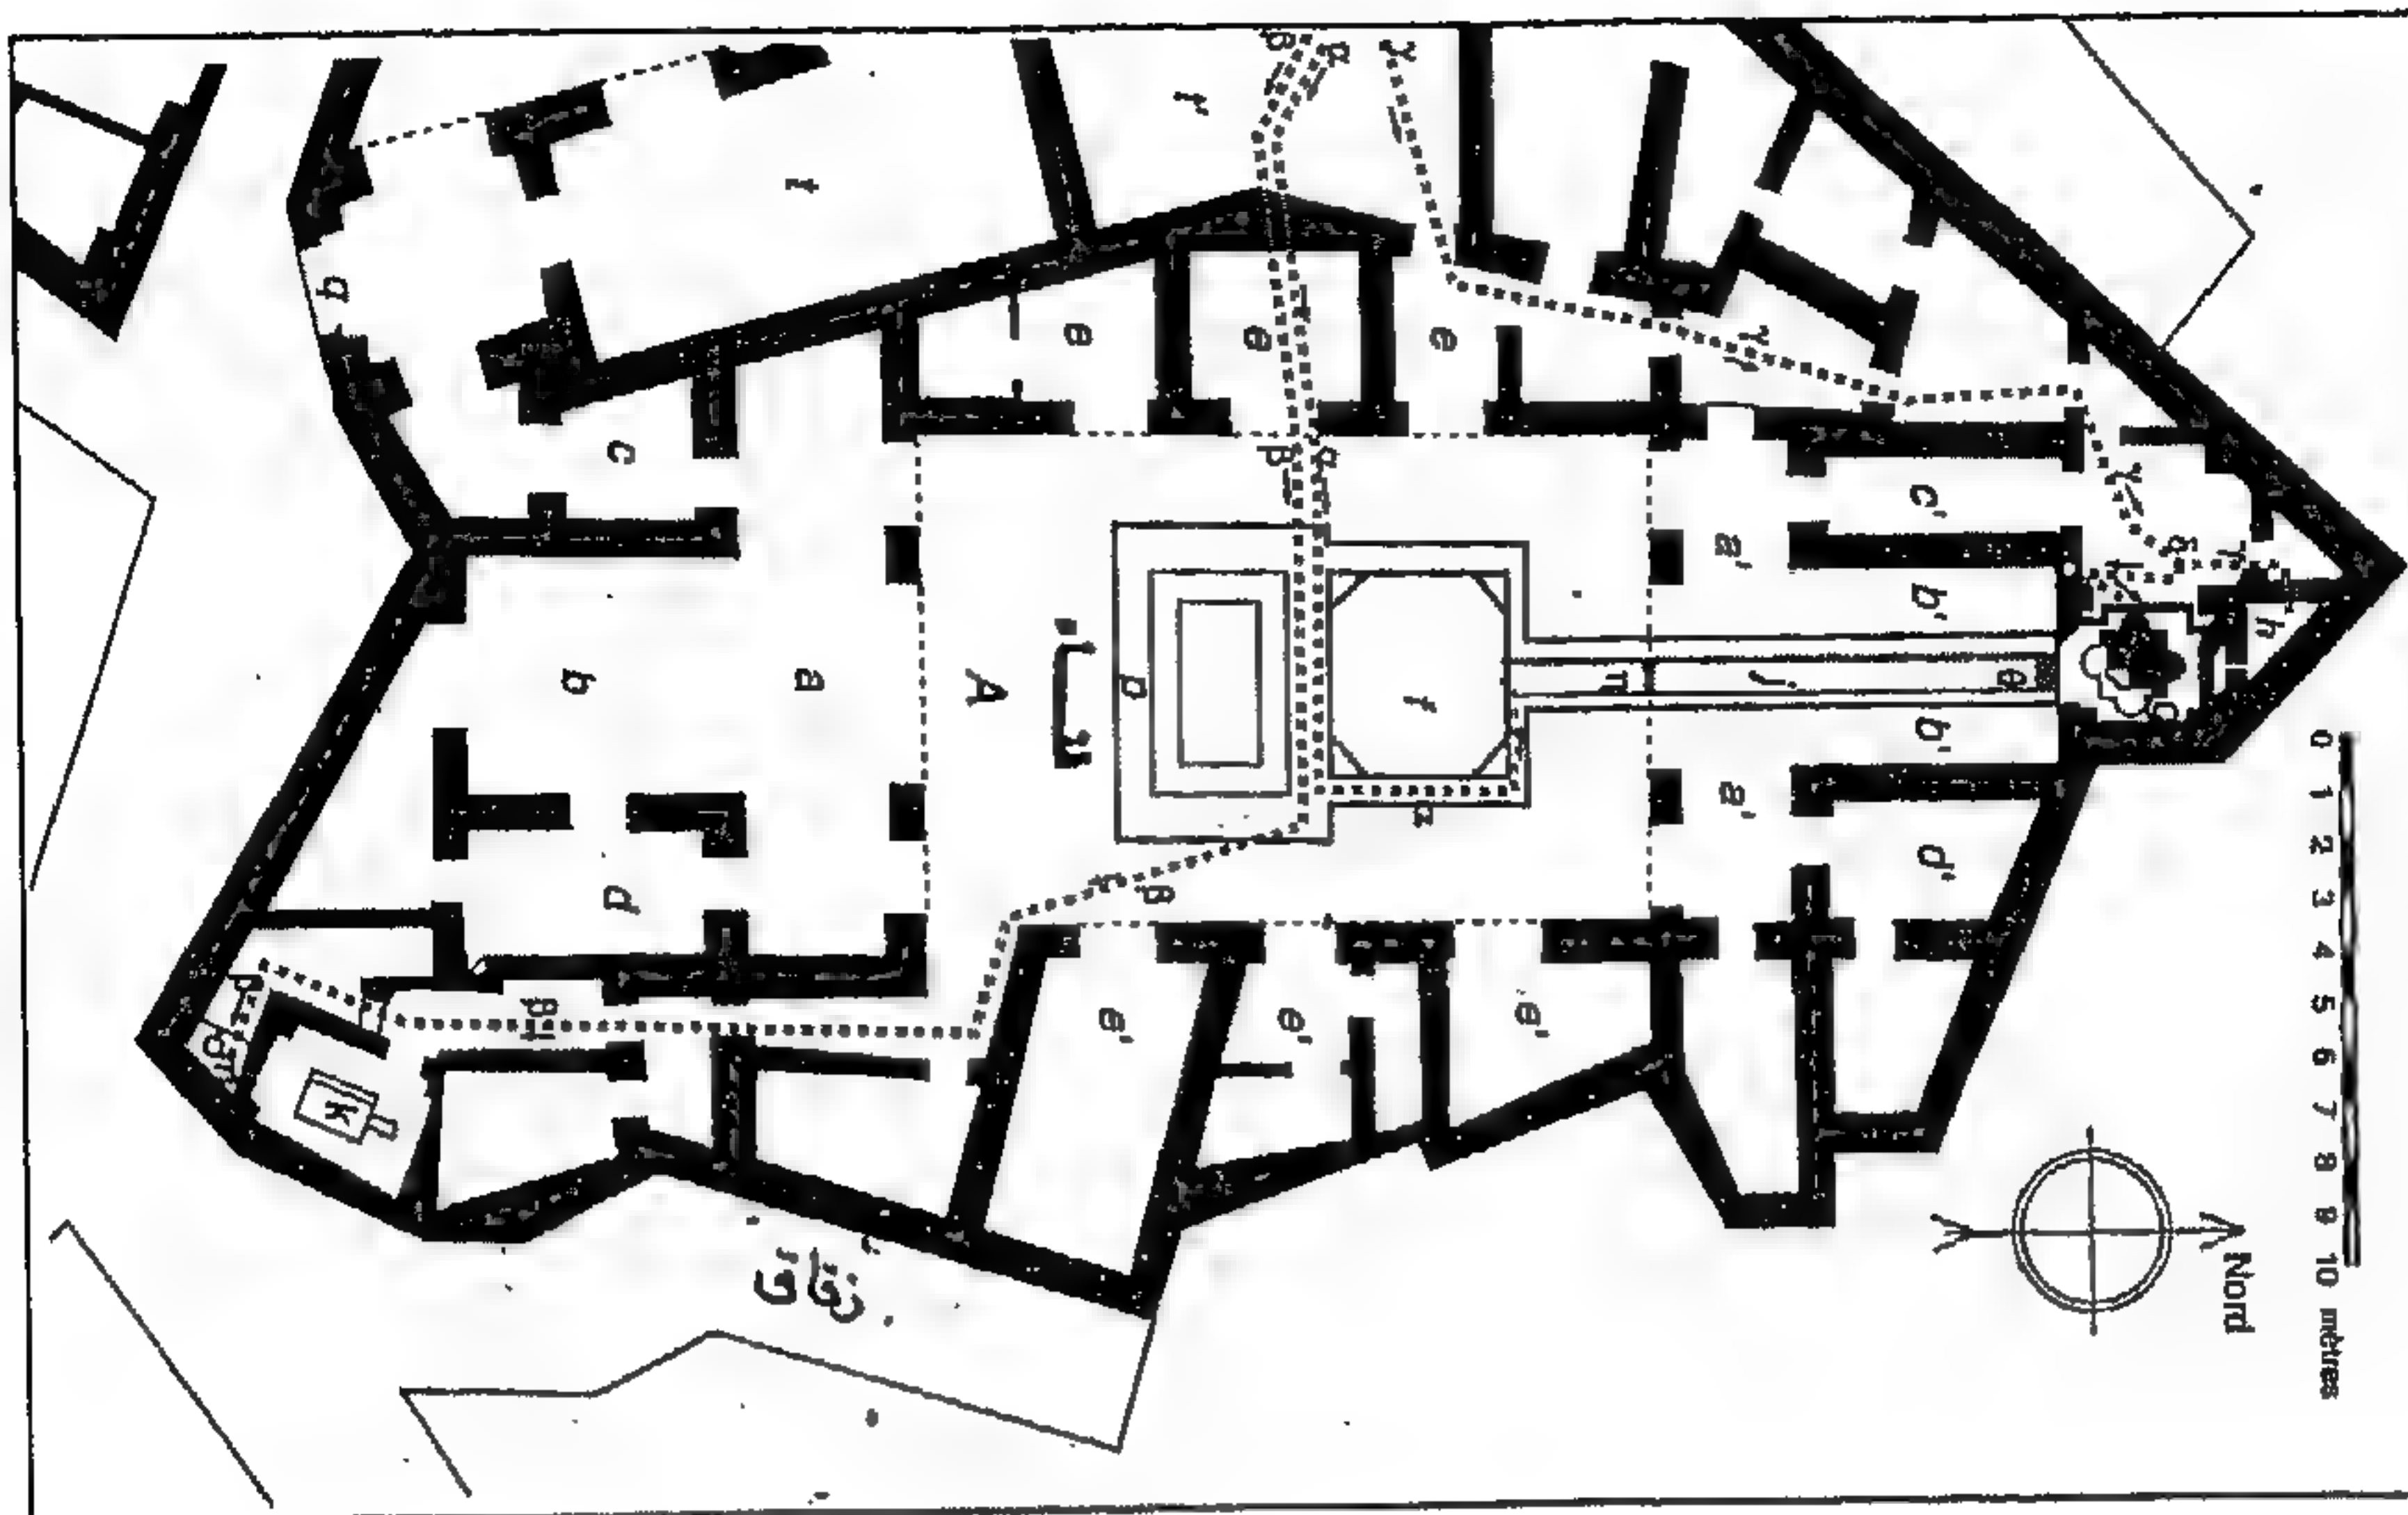 β α γ
r
t
q
e e e
γ
c
β α
c'
γ
δ
a'
b'
h
b
a
A
p
f
π
j
θ
b'
a'
d'
α
d
β
e' e' e'
β
k
0 1 2 3 4 5 6 7 8 9 10 mètres
Nord
زقاق